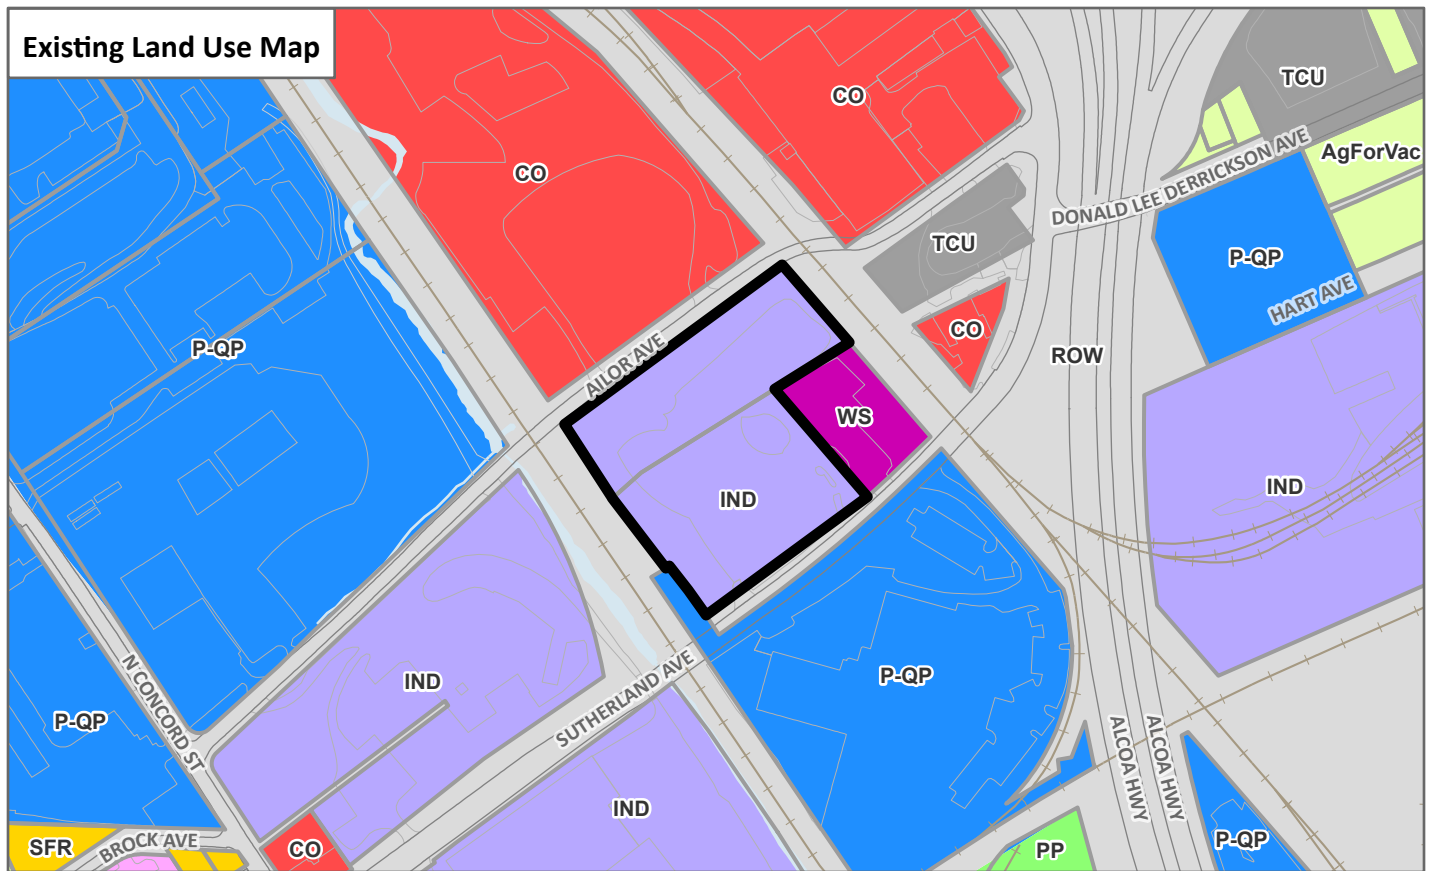 Existing Land Use Map
TCU
CO
AgForVac
CO
DONALD LEE DERRICKSON AVE
TCU
P-QP
HART AVE
CO
P-QP
ROW
AILOR AVE
WS
IND
IND
P-QP
IND
N CONCORD ST
SUTHERLAND AVE
P-QP
ALCOA HWY
ALCOA HWY
IND
P-QP
BROCK AVE
SFR
CO
PP